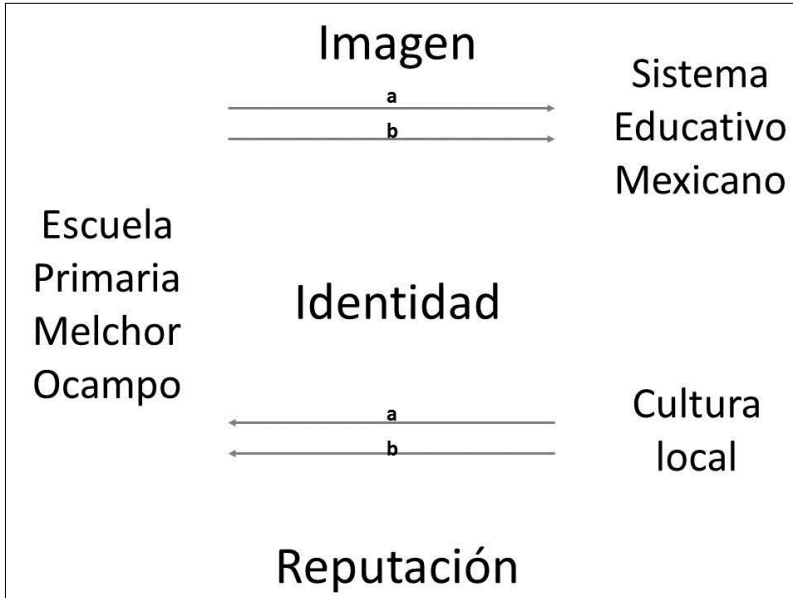 Imagen
a
b
Sistema
Educativo
Mexicano
Escuela
Primaria
Melchor
Ocampo
Identidad
a
b
Cultura
local
Reputación